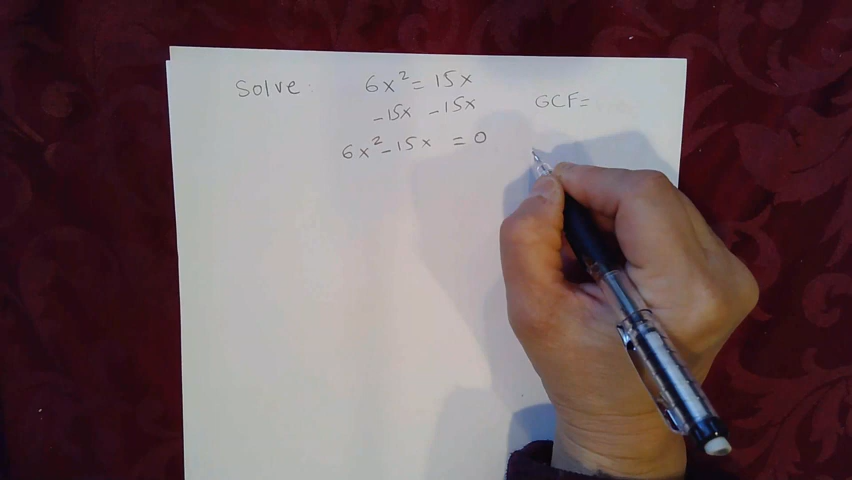 Solve: 6x² = 15x
-15x -15x
GCF=
6x² - 15x = 0